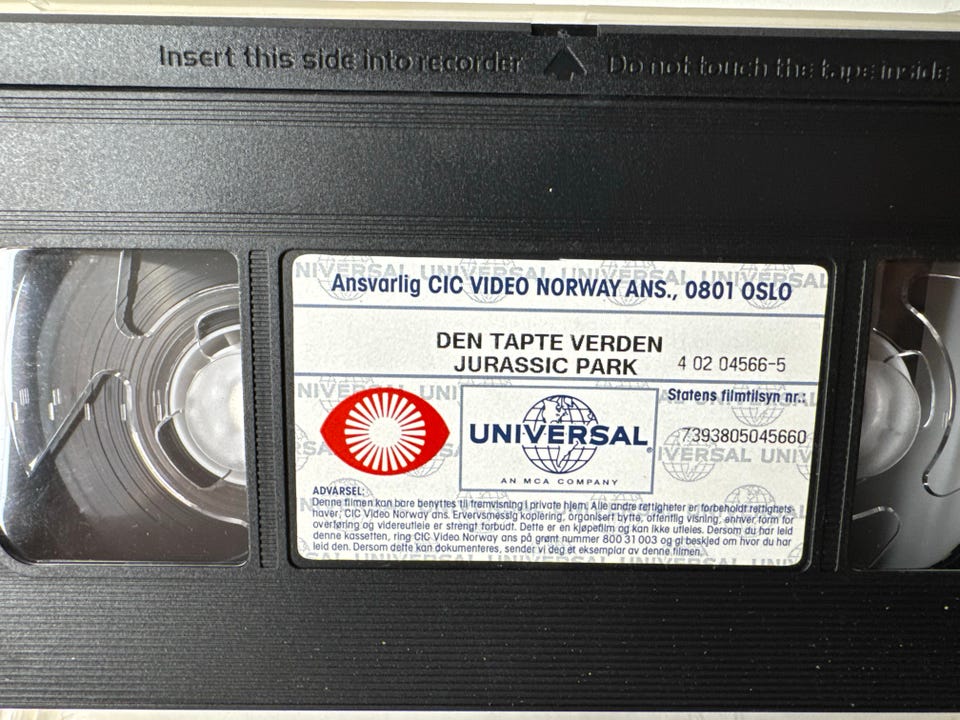 Insert this side into recorder Do not touch the tape inside
Ansvarlig CIC VIDEO NORWAY ANS., 0801 OSLO
DEN TAPTE VERDEN
JURASSIC PARK 4 02 04566-5
Statens filmtilsyn nr.:
7393805045660
UNIVERSAL
AN MCA COMPANY
ADVARSEL:
Denne filmen kan bare benyttes til fremvisning i private hjem. Alle andre rettigheter er forbeholdt rettighets-
haver, CIC Video Norway ans. Ervervsmessig kopiering, organisert bytte, offentlig visning, enhver form for
overføring og videreutleie er strengt forbudt. Dette er en kjøpefilm og kan ikke utleies. Dersom du har leid
denne kassetten, ring CIC Video Norway ans på grønt nummer 800 31 003 og gi beskjed om hvor du har
leid den. Dersom dette kan dokumenteres, sender vi deg et eksemplar av denne filmen.